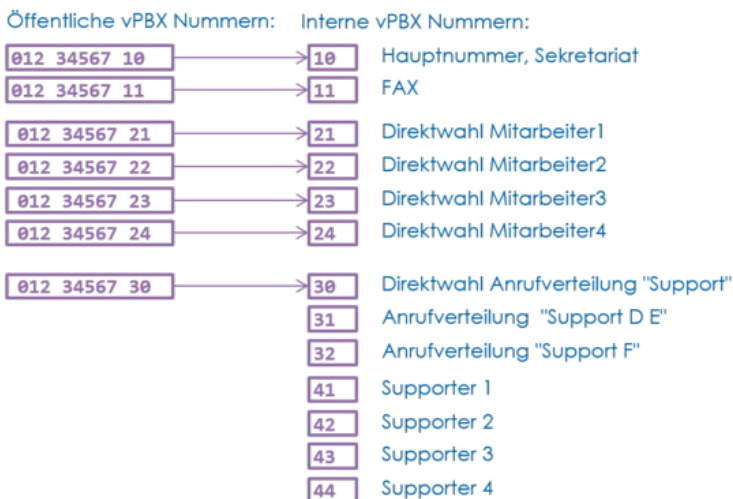 Öffentliche vPBX Nummern: Interne vPBX Nummern:
012 34567 10 10 Hauptnummer, Sekretariat
012 34567 11 11 FAX
012 34567 21 21 Direktwahl Mitarbeiter1
012 34567 22 22 Direktwahl Mitarbeiter2
012 34567 23 23 Direktwahl Mitarbeiter3
012 34567 24 24 Direktwahl Mitarbeiter4
012 34567 30 30 Direktwahl Anrufverteilung "Support"
31 Anrufverteilung "Support D E"
32 Anrufverteilung "Support F"
41 Supporter 1
42 Supporter 2
43 Supporter 3
44 Supporter 4